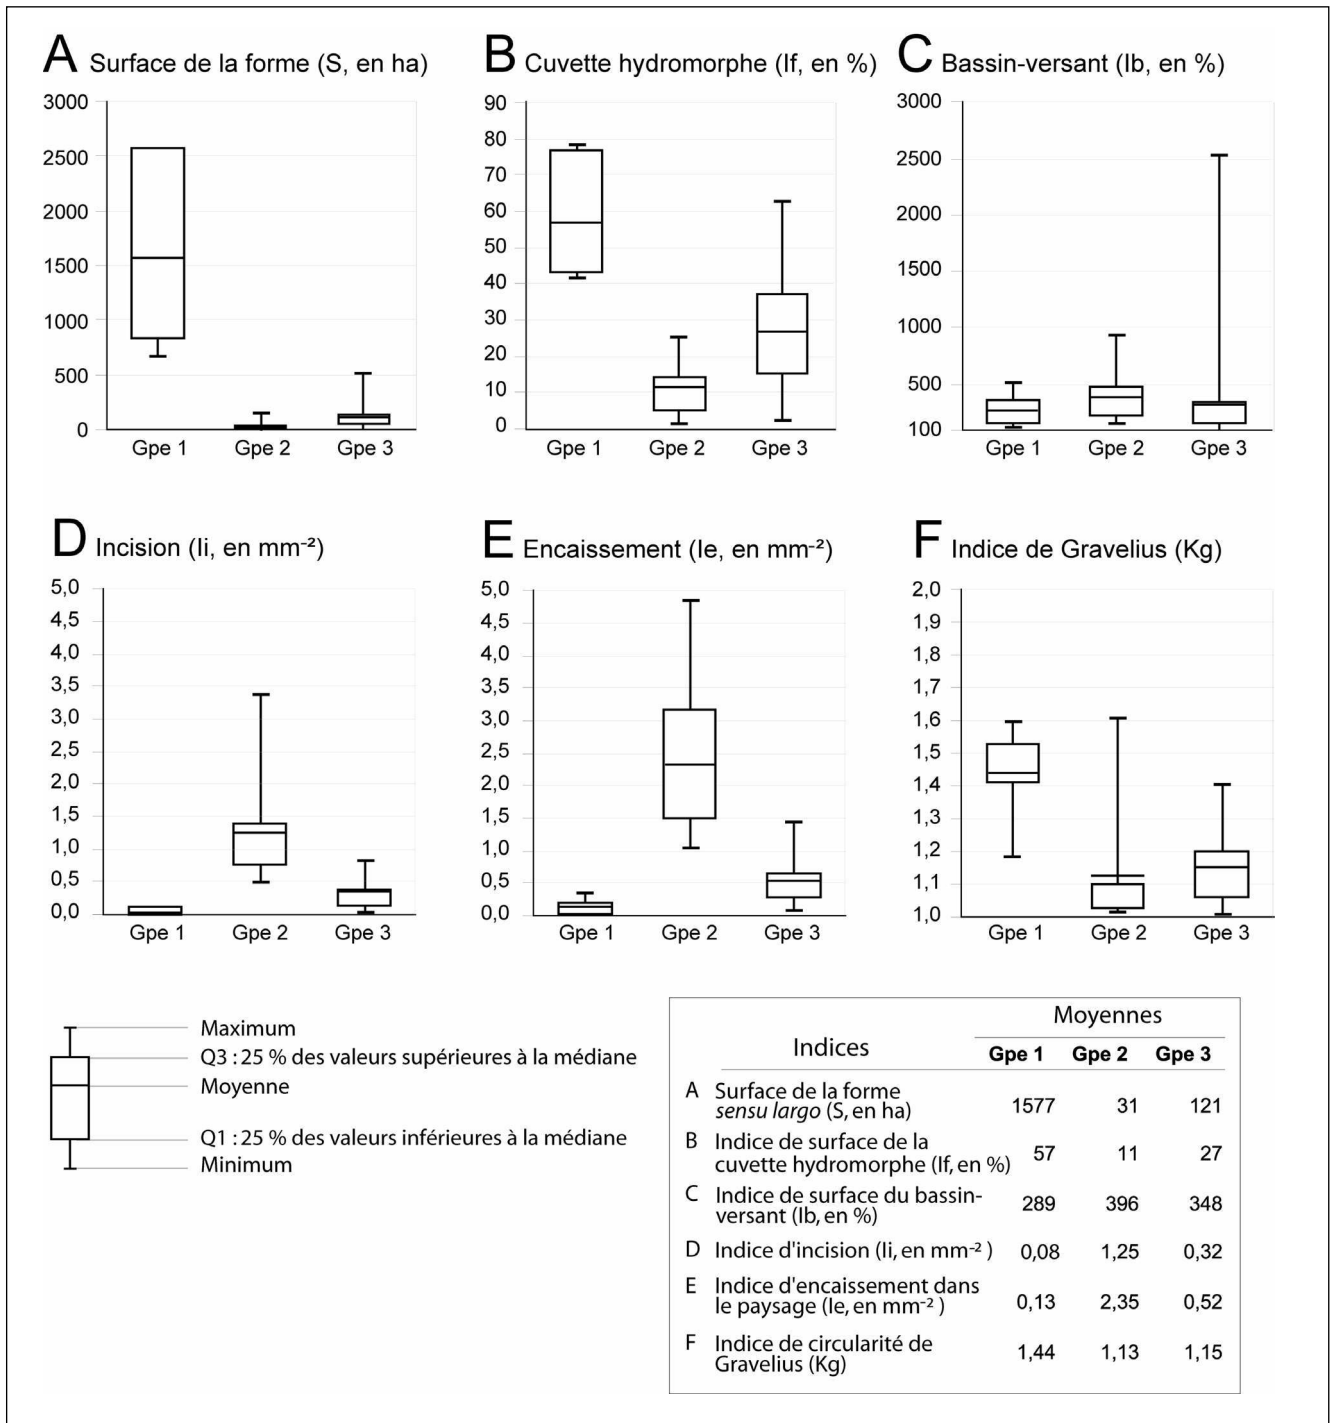 A Surface de la forme (S, en ha)
3000
2500
2000
1500
1000
500
0
Gpe 1 Gpe 2 Gpe 3
B Cuvette hydromorphe (If, en %)
90
80
70
60
50
40
30
20
10
0
Gpe 1 Gpe 2 Gpe 3
C Bassin-versant (Ib, en %)
3000
2500
2000
1500
1000
500
100
Gpe 1 Gpe 2 Gpe 3
D Incision (Ii, en mm⁻²)
5,0
4,5
4,0
3,5
3,0
2,5
2,0
1,5
1,0
0,5
0,0
Gpe 1 Gpe 2 Gpe 3
E Encaissement (Ie, en mm⁻²)
5,0
4,5
4,0
3,5
3,0
2,5
2,0
1,5
1,0
0,5
0,0
Gpe 1 Gpe 2 Gpe 3
F Indice de Gravelius (Kg)
2,0
1,9
1,8
1,7
1,6
1,5
1,4
1,3
1,2
1,1
1,0
Gpe 1 Gpe 2 Gpe 3
Maximum
Q3 : 25 % des valeurs supérieures à la médiane
Moyenne
Q1 : 25 % des valeurs inférieures à la médiane
Minimum
Moyennes
Indices Gpe 1 Gpe 2 Gpe 3
A Surface de la forme
sensu largo (S, en ha) 1577 31 121
B Indice de surface de la
cuvette hydromorphe (If, en %) 57 11 27
C Indice de surface du bassin-
versant (Ib, en %) 289 396 348
D Indice d'incision (Ii, en mm⁻² ) 0,08 1,25 0,32
E Indice d'encaissement dans
le paysage (Ie, en mm⁻² ) 0,13 2,35 0,52
F Indice de circularité de
Gravelius (Kg) 1,44 1,13 1,15